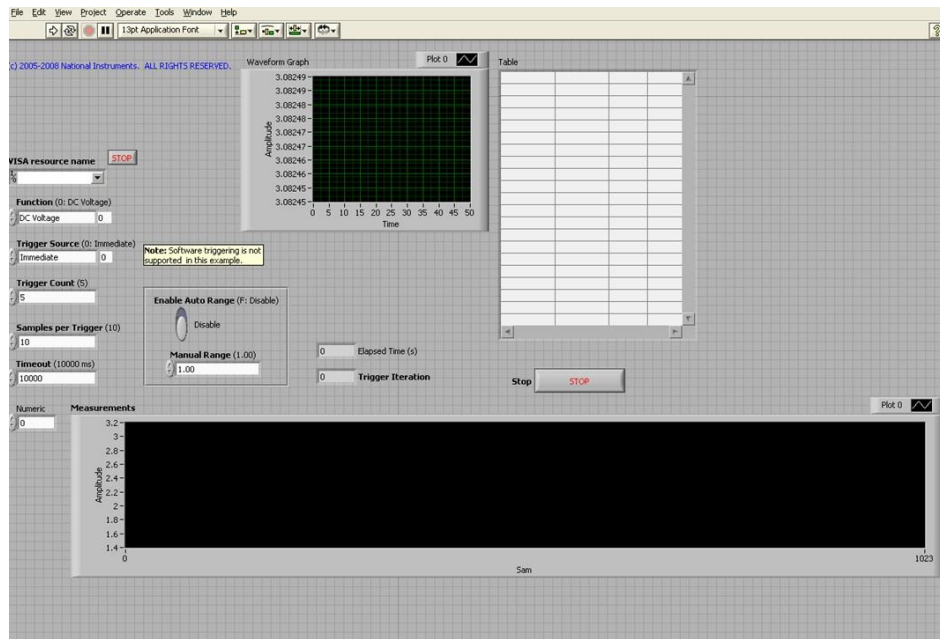 File Edit View Project Operate Tools Window Help
13pt Application Font
(c) 2005-2008 National Instruments. ALL RIGHTS RESERVED.
Waveform Graph
Plot 0
3.08249
3.08249
3.08248
3.08248
3.08247
3.08247
3.08246
3.08246
3.08245
3.08245
Amplitude
0 5 10 15 20 25 30 35 40 45 50
Time
Table
VISA resource name
STOP
Function (0: DC Voltage)
DC Voltage 0
Trigger Source (0: Immediate)
Immediate 0
Note: Software triggering is not
supported in this example.
Trigger Count (5)
5
Samples per Trigger (10)
10
Timeout (10000 ms)
10000
Enable Auto Range (F: Disable)
Disable
Manual Range (1.00)
1.00
0 Elapsed Time (s)
0 Trigger Iteration
Stop STOP
Numeric
0
Measurements
Plot 0
3.2
3
2.8
2.6
2.4
2.2
2
1.8
1.6
1.4
Amplitude
0 1023
Sam